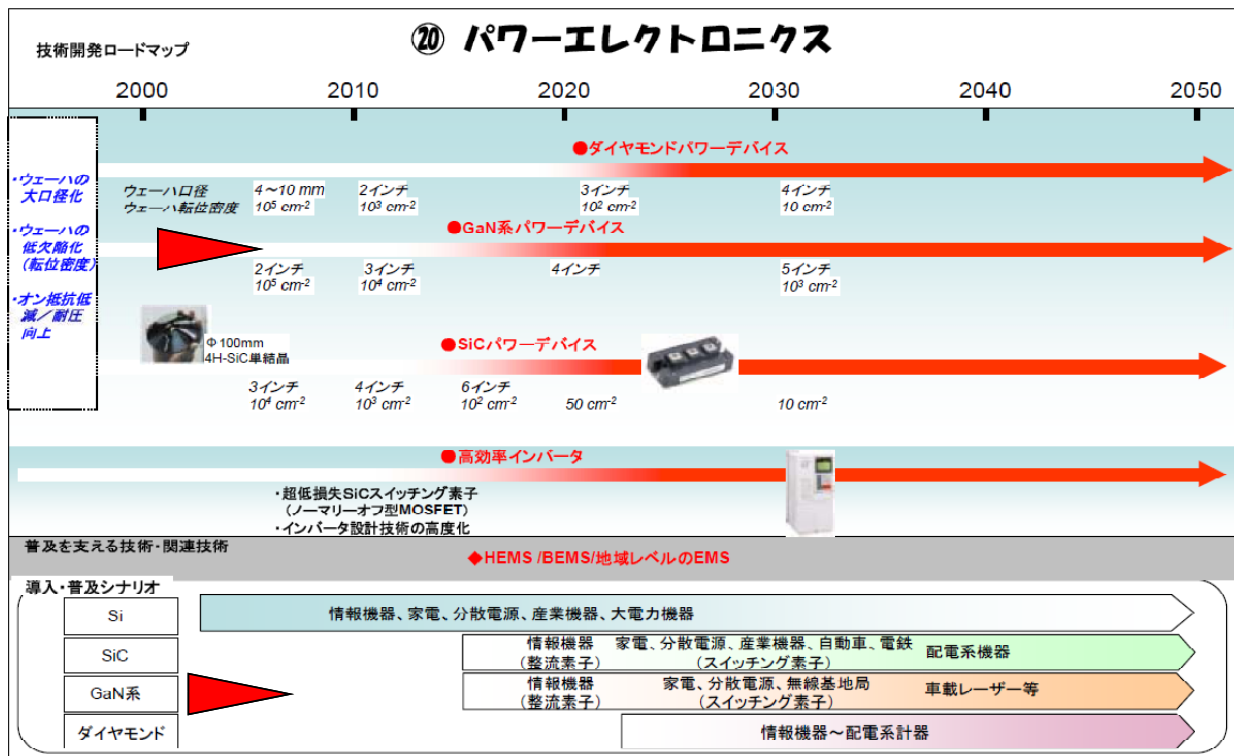 技術開発ロードマップ
⑳ パワーエレクトロニクス
2000 2010 2020 2030 2040 2050
・ウェーハの
大口径化
・ウェーハの
低欠陥化
(転位密度)
・オン抵抗低
減/耐圧
向上
●ダイヤモンドパワーデバイス
ウェーハ口径 4~10 mm 2インチ 3インチ 4インチ
ウェーハ転位密度 10⁵ cm⁻² 10³ cm⁻² 10² cm⁻² 10 cm⁻²
●GaN系パワーデバイス
2インチ 3インチ 4インチ 5インチ
10⁵ cm⁻² 10⁴ cm⁻² 10³ cm⁻²
Φ100mm
4H-SiC単結晶
●SiCパワーデバイス
3インチ 4インチ 6インチ
10⁴ cm⁻² 10³ cm⁻² 10² cm⁻² 50 cm⁻² 10 cm⁻²
●高効率インバータ
・超低損失SiCスイッチング素子
(ノーマリーオフ型MOSFET)
・インバータ設計技術の高度化
普及を支える技術・関連技術
◆HEMS /BEMS/地域レベルのEMS
導入・普及シナリオ
Si 情報機器、家電、分散電源、産業機器、大電力機器
SiC 情報機器 家電、分散電源、産業機器、自動車、電鉄 配電系機器
(整流素子) (スイッチング素子)
GaN系 情報機器 家電、分散電源、無線基地局 車載レーザー等
(整流素子) (スイッチング素子)
ダイヤモンド 情報機器~配電系計器